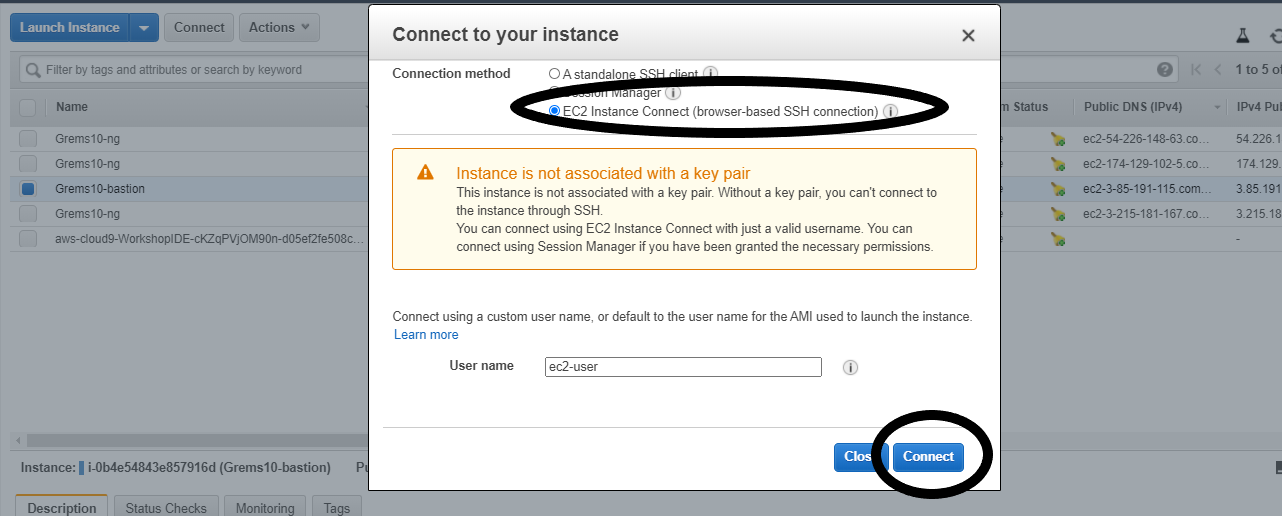 Launch Instance
Connect
Actions
Filter by tags and attributes or search by keyword
1 to 5 of
Name
Status
Public DNS (IPv4)
IPv4 Pu
Grems10-ng
ec2-54-226-148-63.co...
54.226.1
Grems10-ng
ec2-174-129-102-5.co...
174.129.
Grems10-bastion
ec2-3-85-191-115.com...
3.85.191
Grems10-ng
ec2-3-215-181-167.co...
3.215.18
aws-cloud9-WorkshopIDE-cKZqPVjOM90n-d05ef2fe508c...
-
Connect to your instance
Connection method
A standalone SSH client
Session Manager
EC2 Instance Connect (browser-based SSH connection)
Instance is not associated with a key pair
This instance is not associated with a key pair. Without a key pair, you can't connect to
the instance through SSH.
You can connect using EC2 Instance Connect with just a valid username. You can
connect using Session Manager if you have been granted the necessary permissions.
Connect using a custom user name, or default to the user name for the AMI used to launch the instance.
Learn more
User name
ec2-user
Clos
Connect
Instance: i-0b4e54843e857916d (Grems10-bastion)
Pu
Description
Status Checks
Monitoring
Tags